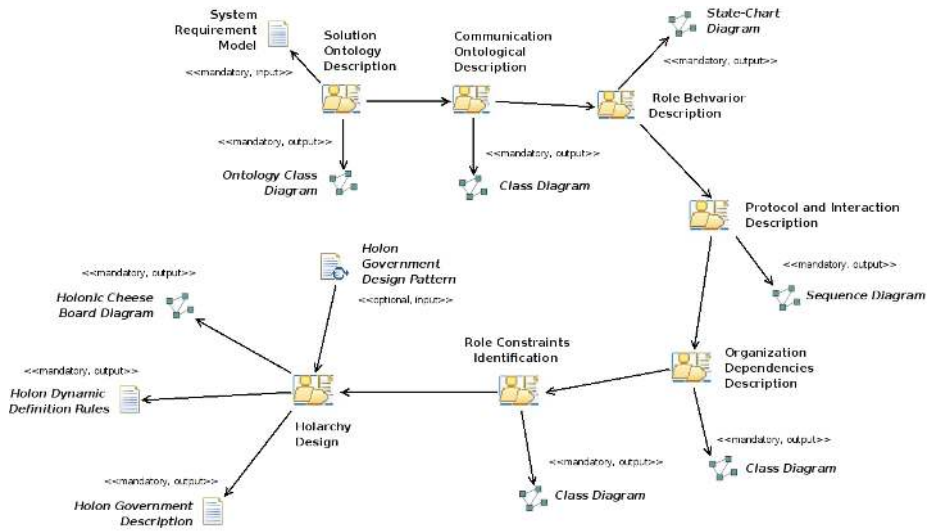 System
Requirement
Model
<<mandatory, input>>
Solution
Ontology
Description
Communication
Ontological
Description
State-Chart
Diagram
<<mandatory, output>>
Role Behvarior
Description
<<mandatory, output>>
Ontology Class
Diagram
<<mandatory, output>>
Class Diagram
Protocol and Interaction
Description
<<mandatory, output>>
Sequence Diagram
Holon
Government
Design Pattern
<<optional, input>>
<<mandatory, output>>
Holonic Cheese
Board Diagram
Role Constraints
Identification
Organization
Dependencies
Description
<<mandatory, output>>
Holon Dynamic
Definition Rules
Holarchy
Design
<<mandatory, output>>
Class Diagram
<<mandatory, output>>
Class Diagram
<<mandatory, output>>
Holon Government
Description